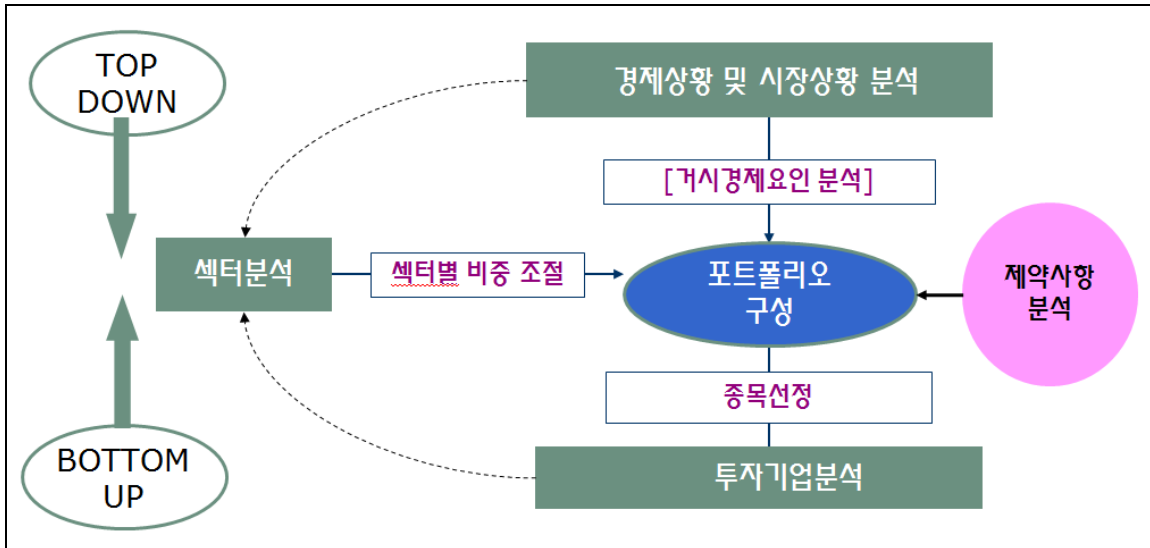 TOP
DOWN
경제상황 및 시장상황 분석
[거시경제요인 분석]
섹터분석
섹터별 비중 조절
포트폴리오
구성
제약사항
분석
종목선정
BOTTOM
UP
투자기업분석